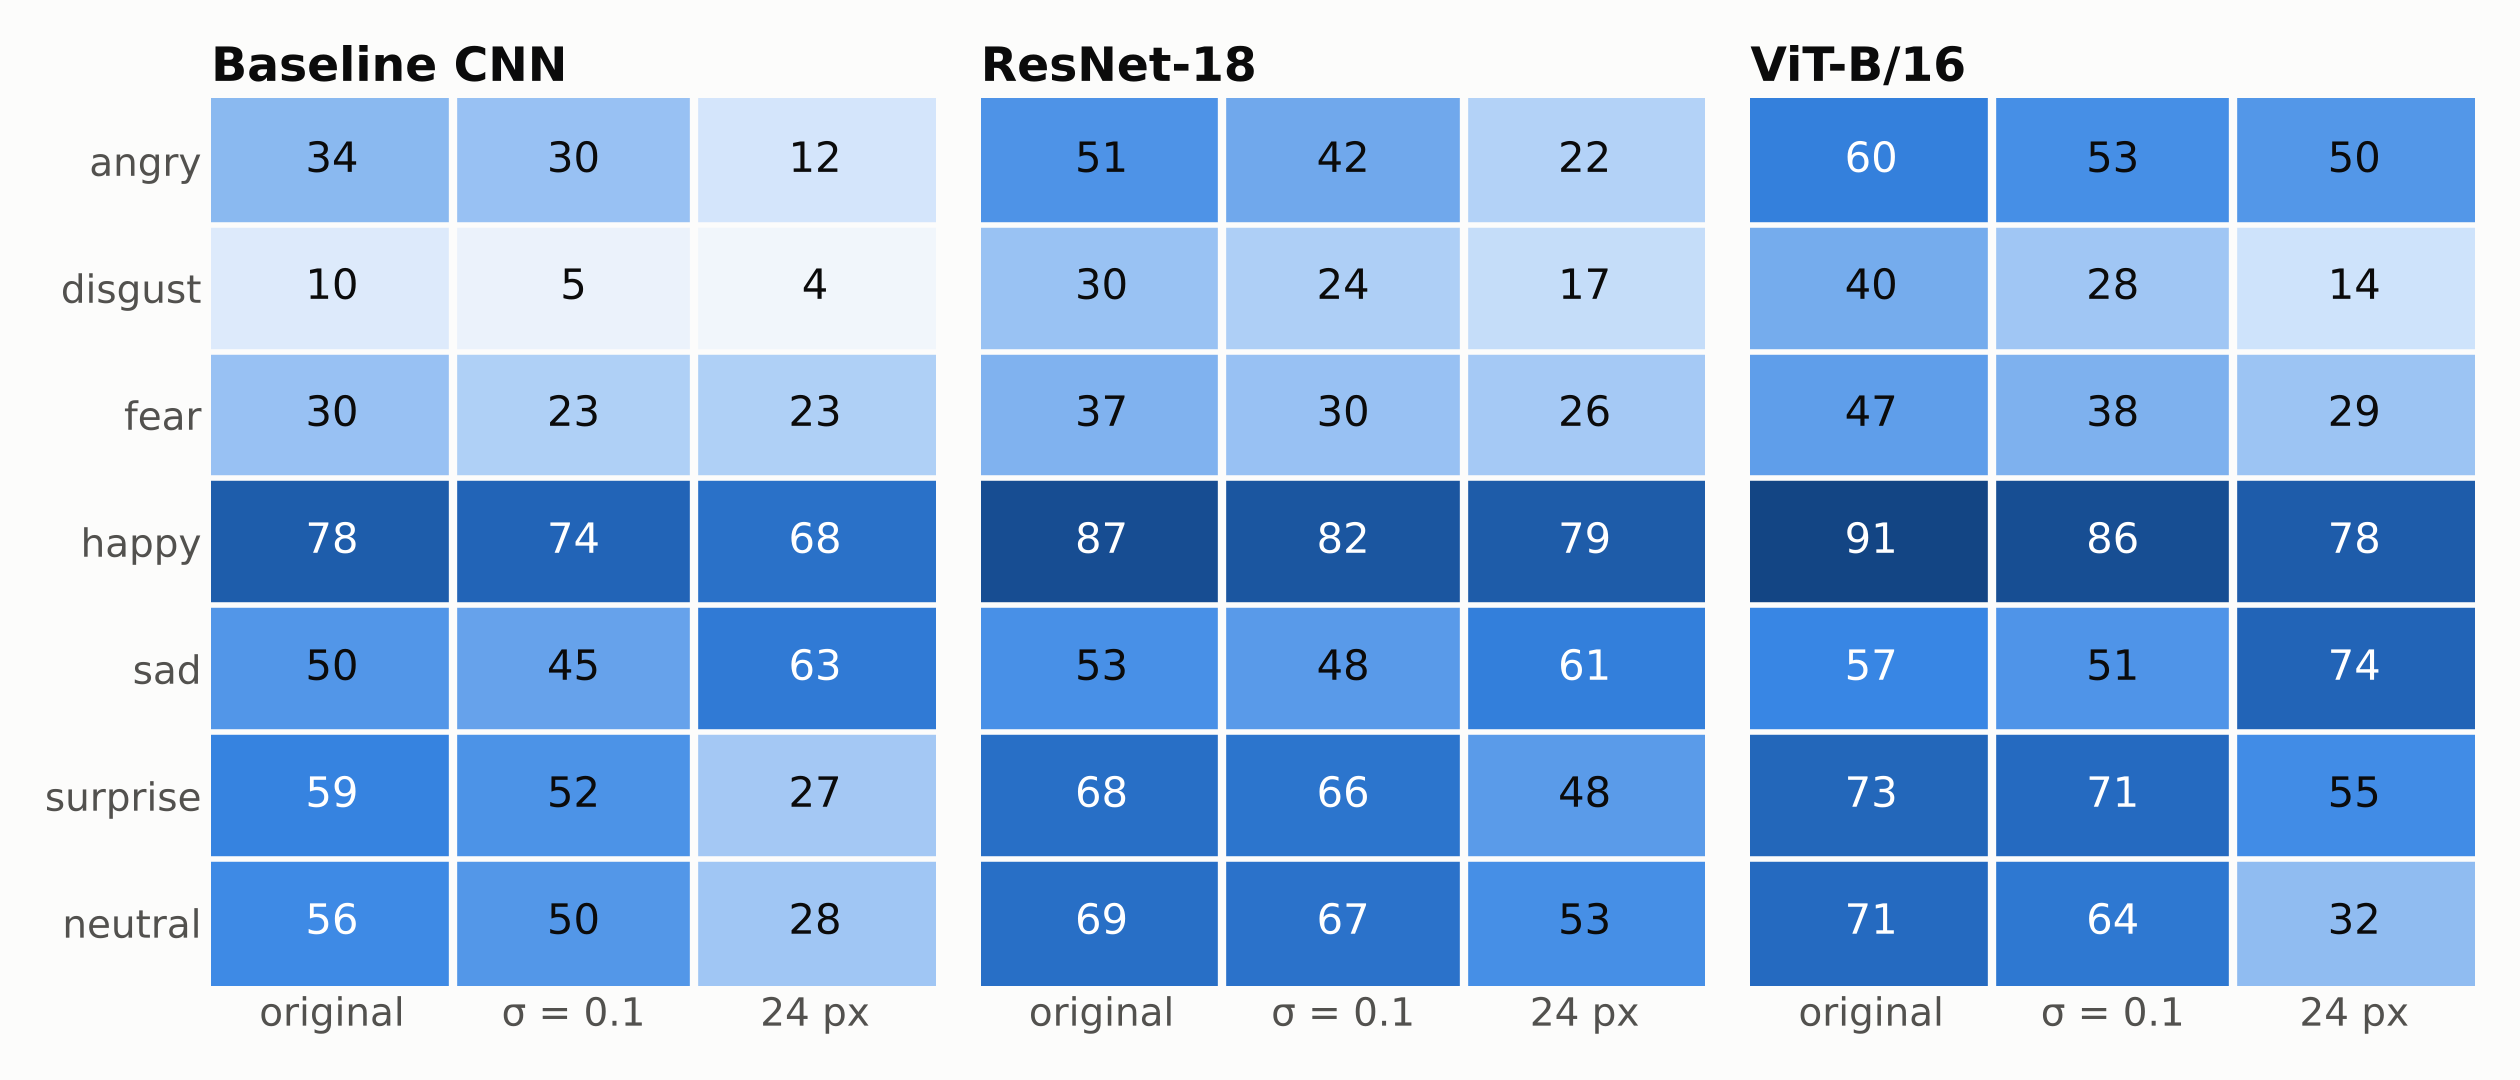 Baseline CNN ResNet-18 ViT-B/16
angry 34 30 12 51 42 22 60 53 50
disgust 10 5 4 30 24 17 40 28 14
fear 30 23 23 37 30 26 47 38 29
happy 78 74 68 87 82 79 91 86 78
sad 50 45 63 53 48 61 57 51 74
surprise 59 52 27 68 66 48 73 71 55
neutral 56 50 28 69 67 53 71 64 32
original σ = 0.1 24 px original σ = 0.1 24 px original σ = 0.1 24 px